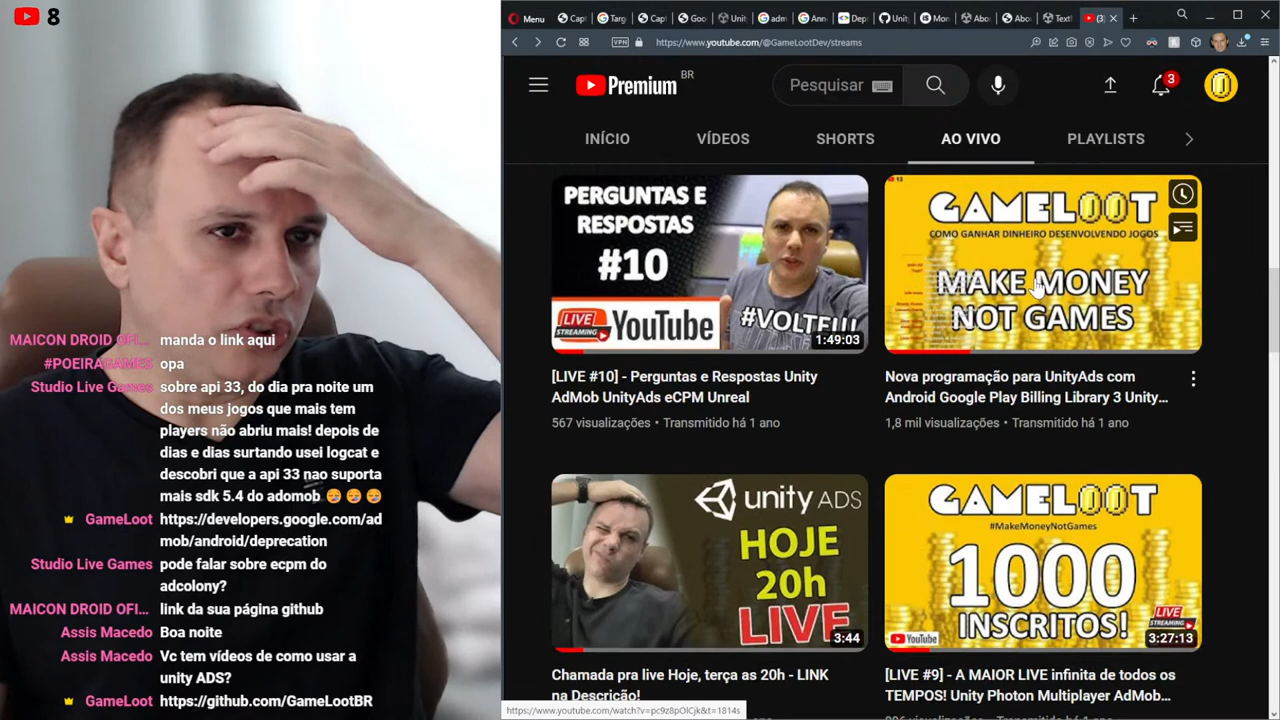 8
MAICON DROID OFI... manda o link aqui
#POEIRAGAMES opa
Studio Live Games sobre api 33, do dia pra noite um
dos meus jogos que mais tem
players não abriu mais! depois de
dias e dias surtando usei logcat e
descobri que a api 33 nao suporta
mais sdk 5.4 do adomob 😴 😴 😴
GameLoot https://developers.google.com/ad
mob/android/deprecation
Studio Live Games pode falar sobre ecpm do
adcolony?
MAICON DROID OFI... link da sua página github
Assis Macedo Boa noite
Assis Macedo Vc tem vídeos de como usar a
unity ADS?
GameLoot https://github.com/GameLootBR
Menu
VPN
https://www.youtube.com/@GameLootDev/streams
Premium BR
Pesquisar
3
INÍCIO VÍDEOS SHORTS AO VIVO PLAYLISTS
PERGUNTAS E
RESPOSTAS
#10
LIVE
STREAMING
YouTube
#VOLTEI!!!
1:49:03
[LIVE #10] - Perguntas e Respostas Unity
AdMob UnityAds eCPM Unreal
567 visualizações • Transmitido há 1 ano
13
GAMELOOT
COMO GANHAR DINHEIRO DESENVOLVENDO JOGOS
MAKE MONEY
NOT GAMES
Nova programação para UnityAds com
Android Google Play Billing Library 3 Unity...
1,8 mil visualizações • Transmitido há 1 ano
unity ADS
HOJE
20h
LIVE
3:44
Chamada pra live Hoje, terça as 20h - LINK
na Descrição!
GAMELOOT
#MakeMoneyNotGames
1000
INSCRITOS!
YouTube
LIVE
STREAMING
3:27:13
[LIVE #9] - A MAIOR LIVE infinita de todos os
TEMPOS! Unity Photon Multiplayer AdMob...
https://www.youtube.com/watch?v=pc9z8pOlCjk&t=1814s